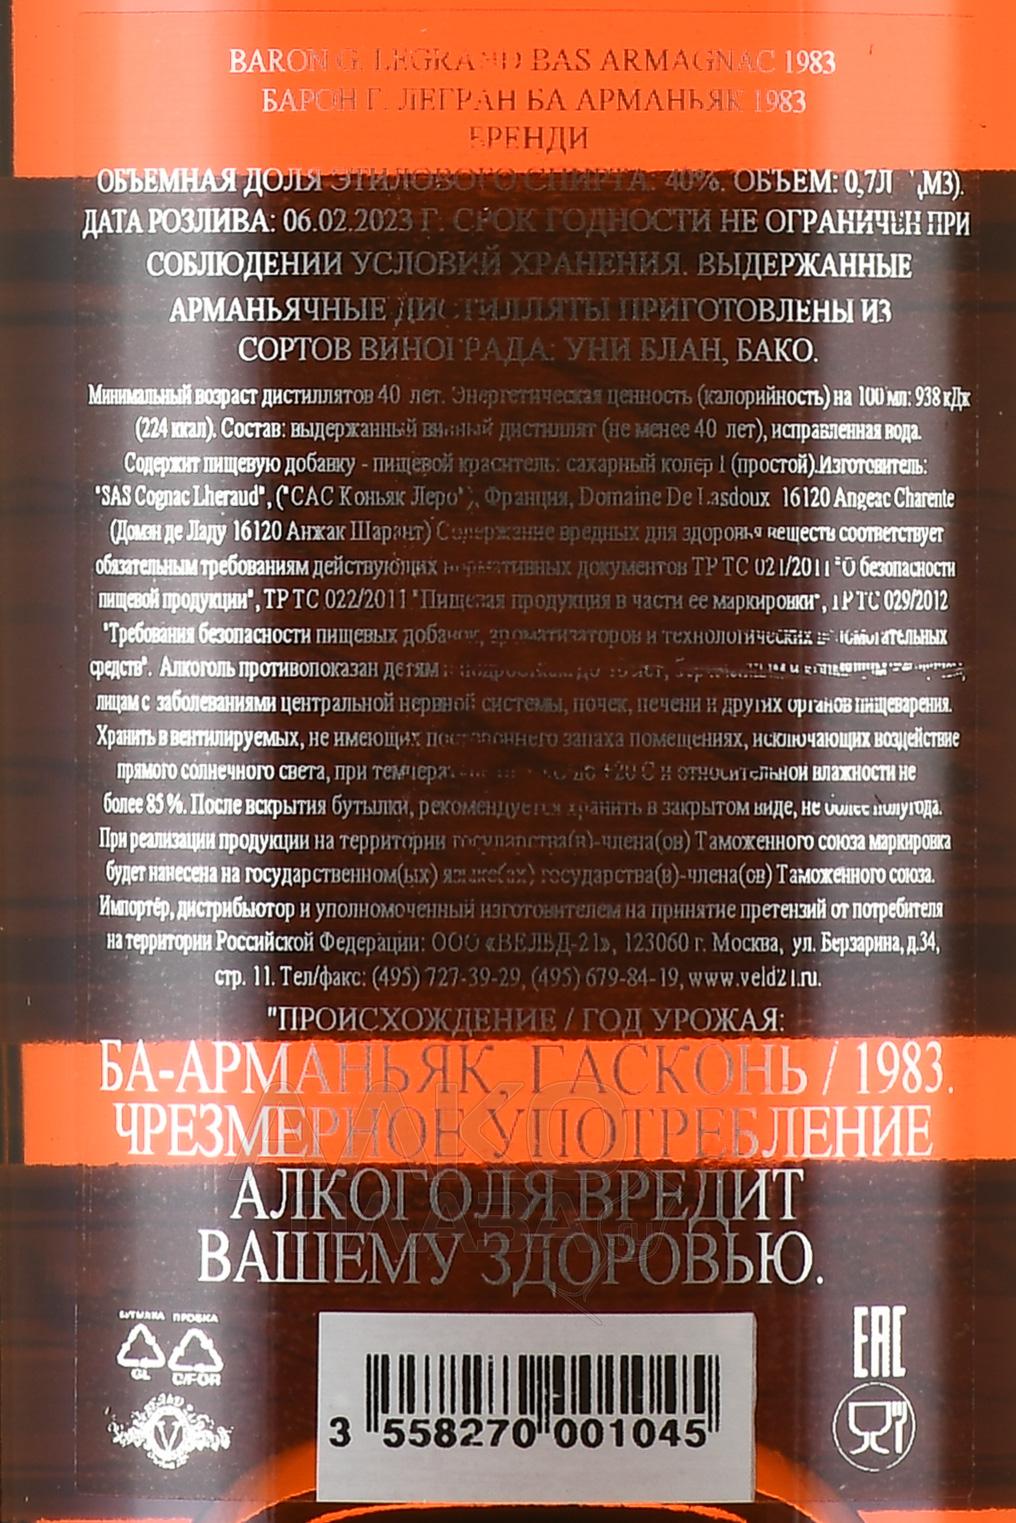 BARON G. LEGRAND BAS ARMAGNAC 1983
БАРОН Г. ЛЕГРАН БА АРМАНЬЯК 1983
БРЕНДИ
ОБЪЕМНАЯ ДОЛЯ ЭТИЛОВОГО СПИРТА: 40%. ОБЪЕМ: 0,7Л
ДАТА РОЗЛИВА: 06.02.2023 Г. СРОК ГОДНОСТИ НЕ ОГРАНИЧЕН ПРИ
СОБЛЮДЕНИИ УСЛОВИЙ ХРАНЕНИЯ. ВЫДЕРЖАННЫЕ
АРМАНЬЯЧНЫЕ ДИСТИЛЛЯТЫ ПРИГОТОВЛЕНЫ ИЗ
СОРТОВ ВИНОГРАДА: УНИ БЛАН, БАКО.
Минимальный возраст дистиллятов 40 лет. Энергетическая ценность (калорийность) на 100 мл: 938 кДж
(224 ккал). Состав: выдержанный винный дистиллят (не менее 40 лет), исправленная вода.
Содержит пищевую добавку - пищевой краситель: сахарный колер I (простой).Изготовитель:
"SAS Cognac Lheraud", ("САС Коньяк Леро"), Франция, Domaine De Lasdoux 16120 Angeac Charente
(Домэн де Ладу 16120 Анжак Шарант) Содержание вредных для здоровья веществ соответствует
обязательным требованиям действующих нормативных документов ТР ТС 021/2011 "О безопасности
пищевой продукции", ТР ТС 022/2011 "Пищевая продукция в части ее маркировки", ТР ТС 029/2012
"Требования безопасности пищевых добавок, ароматизаторов и технологических вспомогательных
средств". Алкоголь противопоказан детям и подросткам до 18 лет,
лицам с заболеваниями центральной нервной системы, почек, печени и других органов пищеварения.
Хранить в вентилируемых, не имеющих постороннего запаха помещениях, исключающих воздействие
прямого солнечного света, при температуре до +20 С и относительной влажности не
более 85 %. После вскрытия бутылки, рекомендуется хранить в закрытом виде, не более полугода.
При реализации продукции на территории государства(в)-члена(ов) Таможенного союза маркировка
будет нанесена на государственном(ых) языке(ах) государства(в)-члена(ов) Таможенного союза.
Импортёр, дистрибьютор и уполномоченный изготовителем на принятие претензий от потребителя
на территории Российской Федерации: ООО «ВЕЛЬД-21», 123060 г. Москва, ул. Берзарина, д.34,
стр. 11. Тел/факс: (495) 727-39-29, (495) 679-84-19, www.veld21.ru.
"ПРОИСХОЖДЕНИЕ / ГОД УРОЖАЯ:
БА-АРМАНЬЯК, ГАСКОНЬ / 1983.
ЧРЕЗМЕРНОЕ УПОТРЕБЛЕНИЕ
АЛКОГОЛЯ ВРЕДИТ
ВАШЕМУ ЗДОРОВЬЮ.
АЛКО
ПЛАЗА.ru
БУТЫЛКА ПРОБКА
GL C/FOR
EAC
V
3 558270 001045